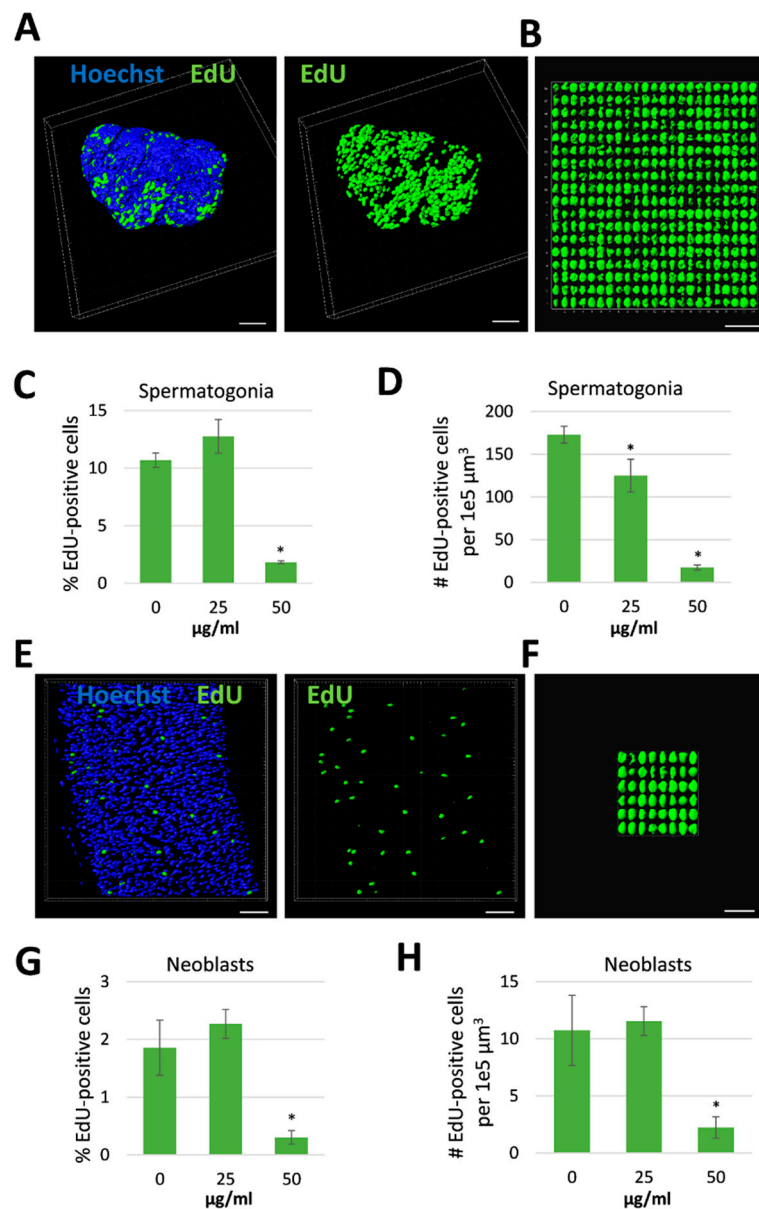 A
B
Hoechst EdU
EdU
C
D
Spermatogonia
Spermatogonia
% EdU-positive cells
15
10
5
0
*
0 25 50
µg/ml
# EdU-positive cells
per 1e5 µm³
200
150
100
50
0
*
*
0 25 50
µg/ml
E
F
Hoechst EdU
EdU
G
H
Neoblasts
Neoblasts
% EdU-positive cells
3
2
1
0
*
0 25 50
µg/ml
# EdU-positive cells
per 1e5 µm³
15
10
5
0
*
0 25 50
µg/ml